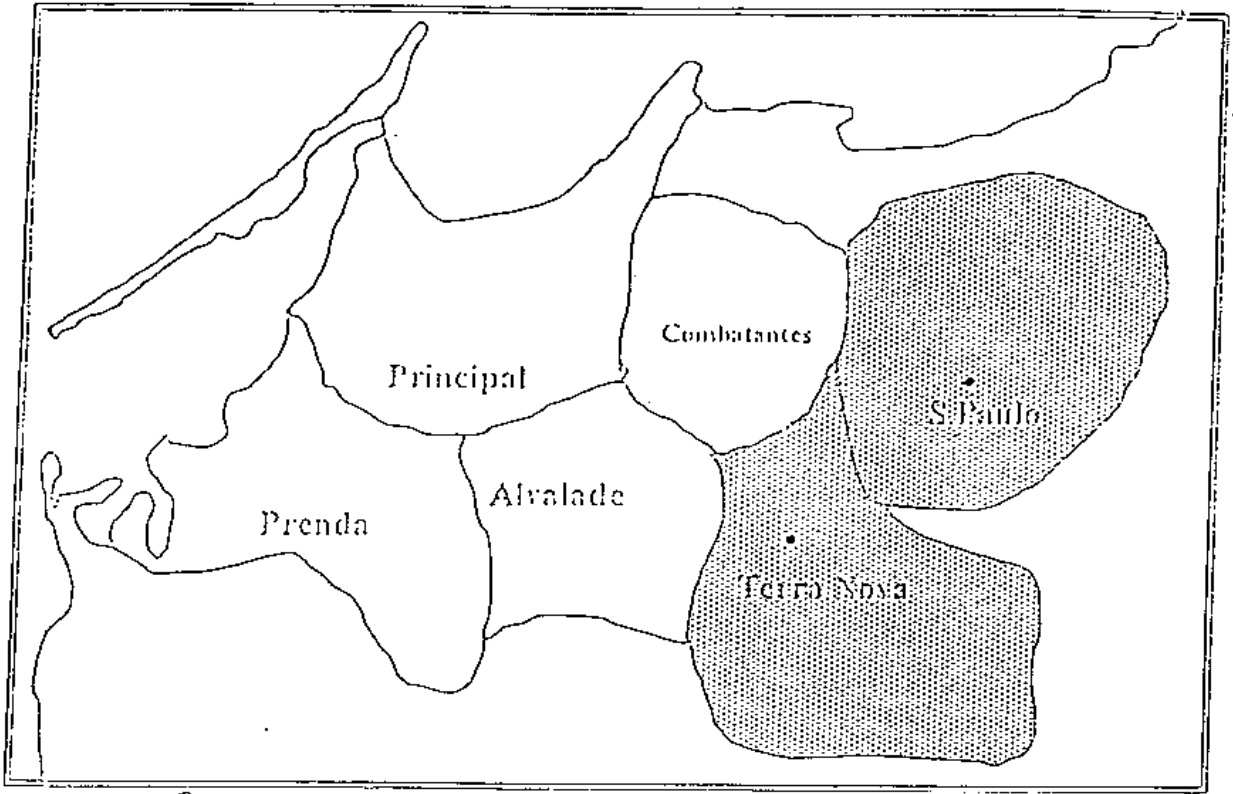 Combatantes
Principal
S.Paulo
Alvalade
Prenda
Terra Nova